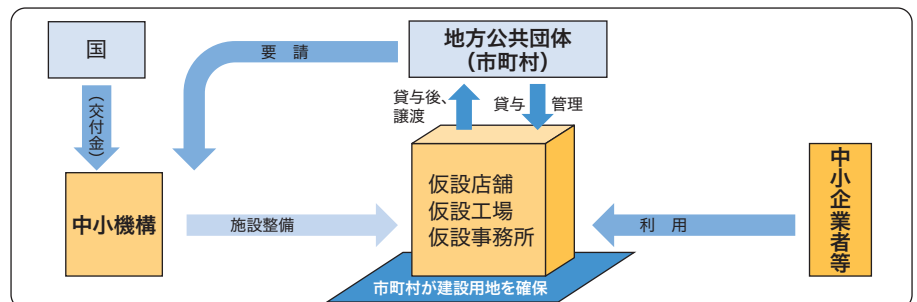 国
要 請
地方公共団体
(市町村)
(交付金)
貸与後、
譲渡
貸与
管理
中小機構
施設整備
仮設店舗
仮設工場
仮設事務所
利 用
中小企業者等
市町村が建設用地を確保